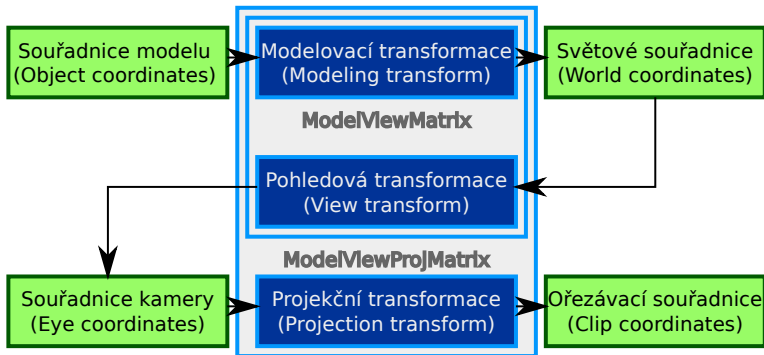 Souřadnice modelu
(Object coordinates)
Modelovací transformace
(Modeling transform)
Světové souřadnice
(World coordinates)
ModelViewMatrix
Pohledová transformace
(View transform)
ModelViewProjMatrix
Souřadnice kamery
(Eye coordinates)
Projekční transformace
(Projection transform)
Ořezávací souřadnice
(Clip coordinates)